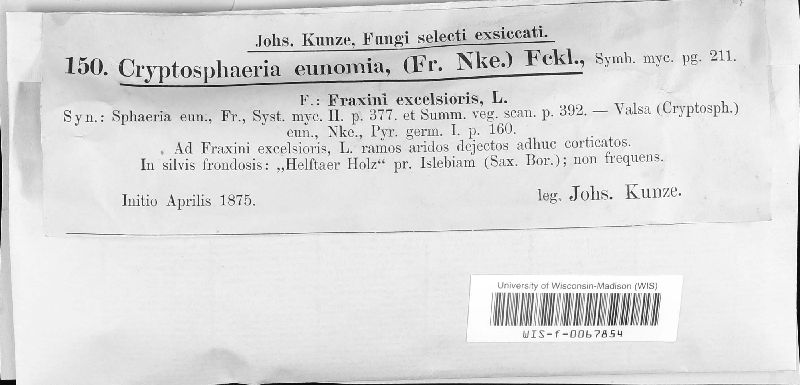 Johs. Kunze, Fungi selecti exsiccati.
150. Cryptosphaeria eunomia, (Fr. Nke.) Fckl., Symb. myc. pg. 211.
F.: Fraxini excelsioris, L.
Syn.: Sphaeria eun., Fr., Syst. myc. II. p. 377. et Summ. veg. scan. p. 392. — Valsa (Cryptosph.)
eun., Nke., Pyr. germ. I. p. 160.
Ad Fraxini excelsioris, L. ramos aridos dejectos adhuc corticatos.
In silvis frondosis: „Helftaer Holz“ pr. Islebiam (Sax. Bor.); non frequens.
Initio Aprilis 1875.
leg. Johs. Kunze.
University of Wisconsin-Madison (WIS)
WIS-f-0067854